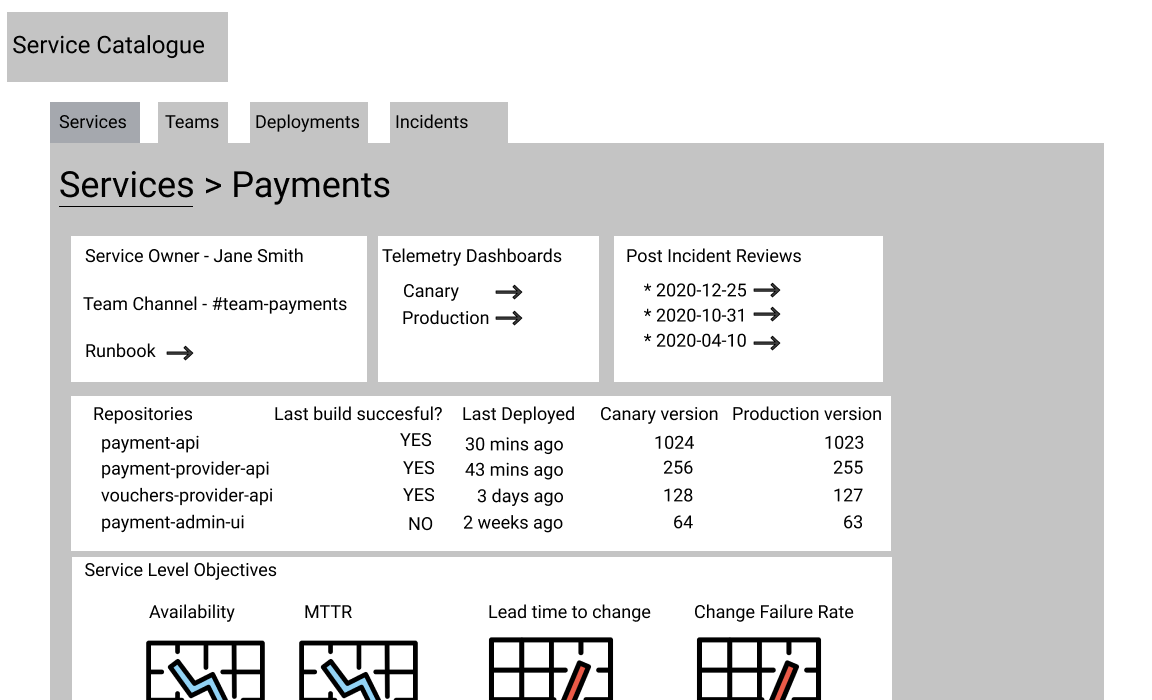 Service Catalogue
Services Teams Deployments Incidents
Services > Payments
Service Owner - Jane Smith
Team Channel - #team-payments
Runbook
Telemetry Dashboards
Canary
Production
Post Incident Reviews
* 2020-12-25
* 2020-10-31
* 2020-04-10
Repositories Last build succesful? Last Deployed Canary version Production version
payment-api YES 30 mins ago 1024 1023
payment-provider-api YES 43 mins ago 256 255
vouchers-provider-api YES 3 days ago 128 127
payment-admin-ui NO 2 weeks ago 64 63
Service Level Objectives
Availability MTTR Lead time to change Change Failure Rate